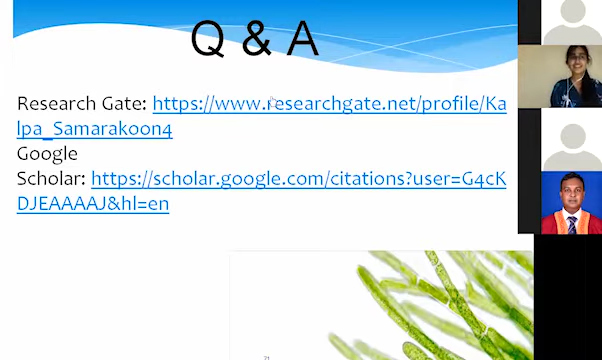 Q & A
Research Gate: https://www.researchgate.net/profile/Ka
lpa_Samarakoon4
Google
Scholar: https://scholar.google.com/citations?user=G4cK
DJEAAAAJ&hl=en